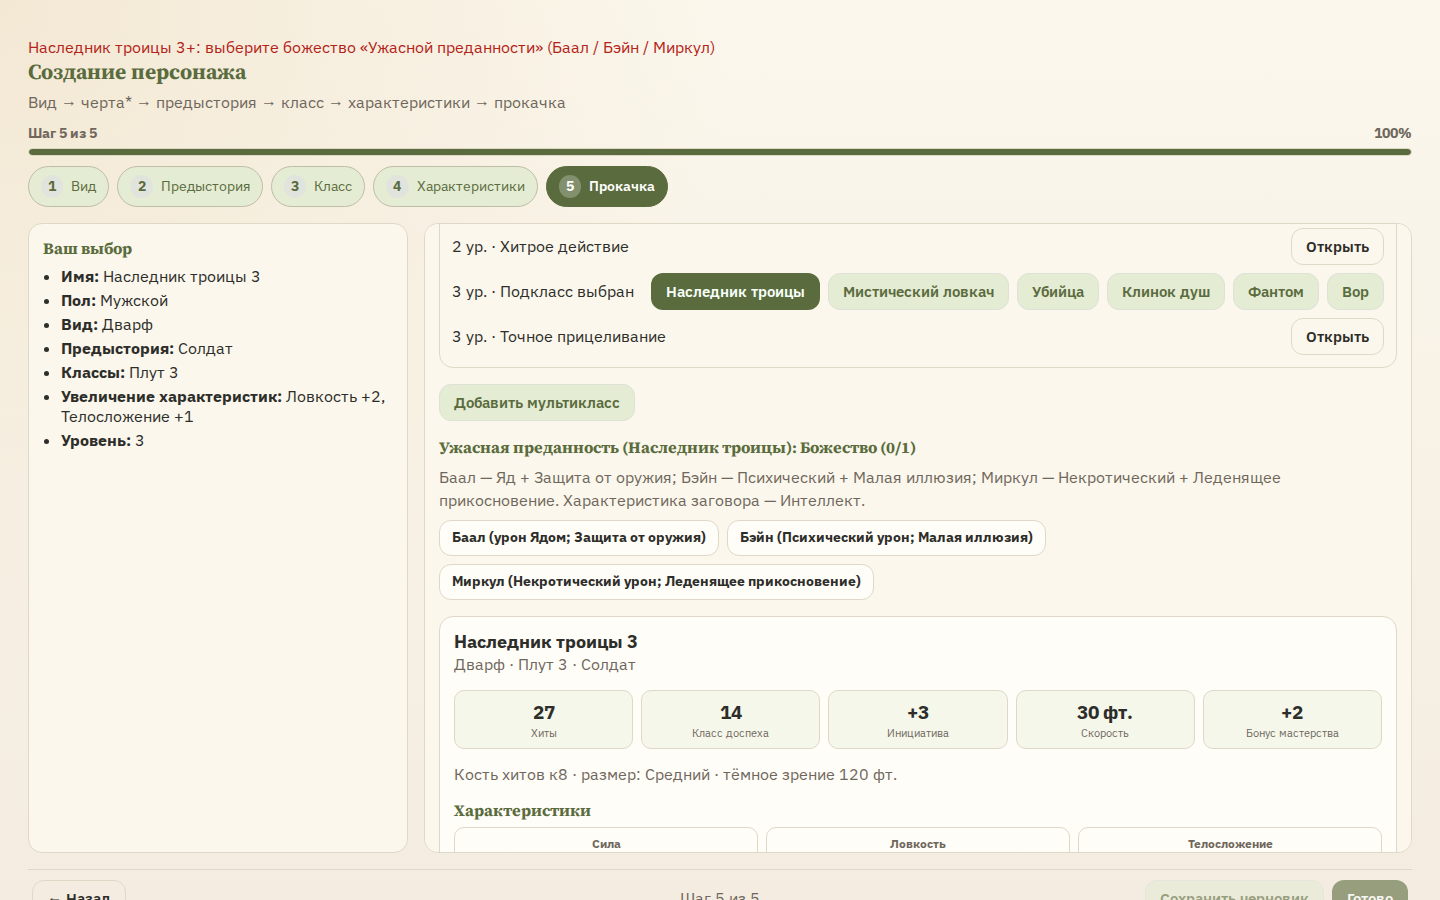 Наследник троицы 3+: выберите божество «Ужасной преданности» (Баал / Бэйн / Миркул)
Создание персонажа
Вид → черта* → предыстория → класс → характеристики → прокачка
Шаг 5 из 5
100%
1 Вид
2 Предыстория
3 Класс
4 Характеристики
5 Прокачка
Ваш выбор
Имя: Наследник троицы 3
Пол: Мужской
Вид: Дварф
Предыстория: Солдат
Классы: Плут 3
Увеличение характеристик: Ловкость +2,
Телосложение +1
Уровень: 3
2 ур. · Хитрое действие
Открыть
3 ур. · Подкласс выбран
Наследник троицы
Мистический ловкач
Убийца
Клинок душ
Фантом
Вор
3 ур. · Точное прицеливание
Открыть
Добавить мультикласс
Ужасная преданность (Наследник троицы): Божество (0/1)
Баал — Яд + Защита от оружия; Бэйн — Психический + Малая иллюзия; Миркул — Некротический + Леденящее
прикосновение. Характеристика заговора — Интеллект.
Баал (урон Ядом; Защита от оружия)
Бэйн (Психический урон; Малая иллюзия)
Миркул (Некротический урон; Леденящее прикосновение)
Наследник троицы 3
Дварф · Плут 3 · Солдат
27
Хиты
14
Класс доспеха
+3
Инициатива
30 фт.
Скорость
+2
Бонус мастерства
Кость хитов к8 · размер: Средний · тёмное зрение 120 фт.
Характеристики
Сила
Ловкость
Телосложение
← Назад
Шаг 5 из 5
Сохранить черновик
Готово